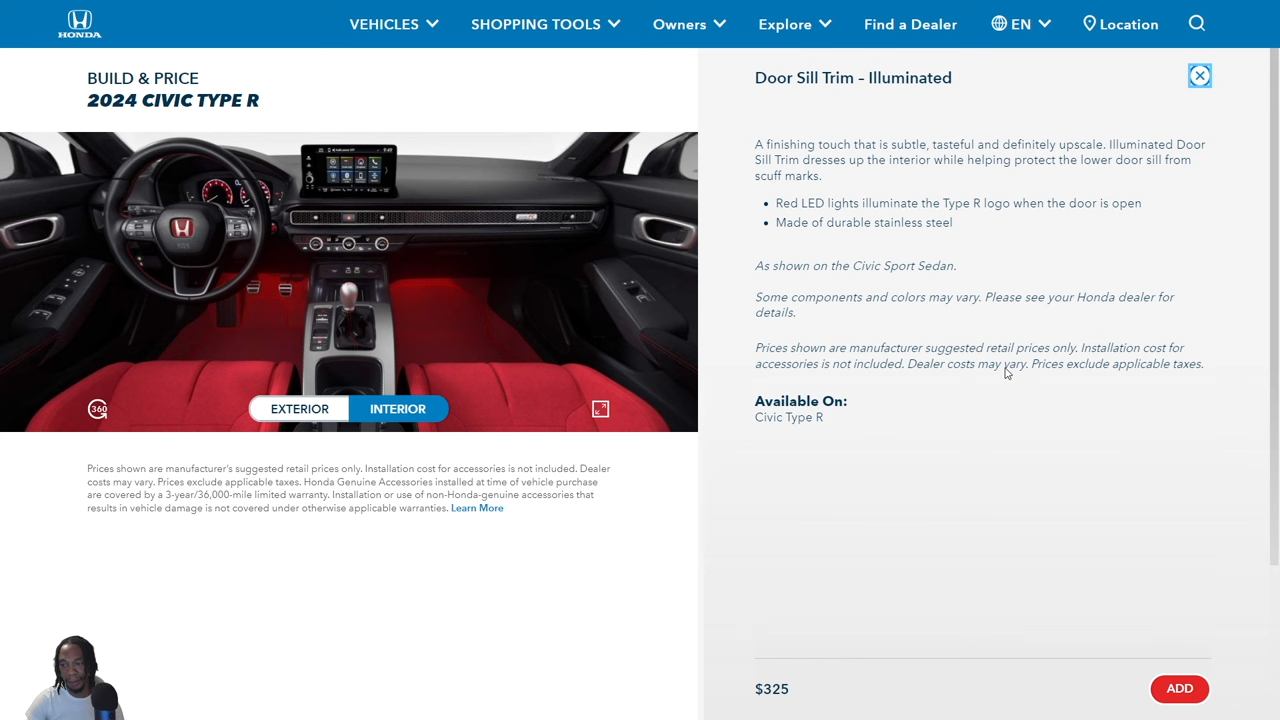 HONDA
VEHICLES
SHOPPING TOOLS
Owners
Explore
Find a Dealer
EN
Location
BUILD & PRICE
2024 CIVIC TYPE R
360
EXTERIOR
INTERIOR
Prices shown are manufacturer's suggested retail prices only. Installation cost for accessories is not included. Dealer
costs may vary. Prices exclude applicable taxes. Honda Genuine Accessories installed at time of vehicle purchase
are covered by a 3-year/36,000-mile limited warranty. Installation or use of non-Honda-genuine accessories that
results in vehicle damage is not covered under otherwise applicable warranties. Learn More
Door Sill Trim – Illuminated
A finishing touch that is subtle, tasteful and definitely upscale. Illuminated Door
Sill Trim dresses up the interior while helping protect the lower door sill from
scuff marks.
• Red LED lights illuminate the Type R logo when the door is open
• Made of durable stainless steel
As shown on the Civic Sport Sedan.
Some components and colors may vary. Please see your Honda dealer for
details.
Prices shown are manufacturer suggested retail prices only. Installation cost for
accessories is not included. Dealer costs may vary. Prices exclude applicable taxes.
Available On:
Civic Type R
$325
ADD